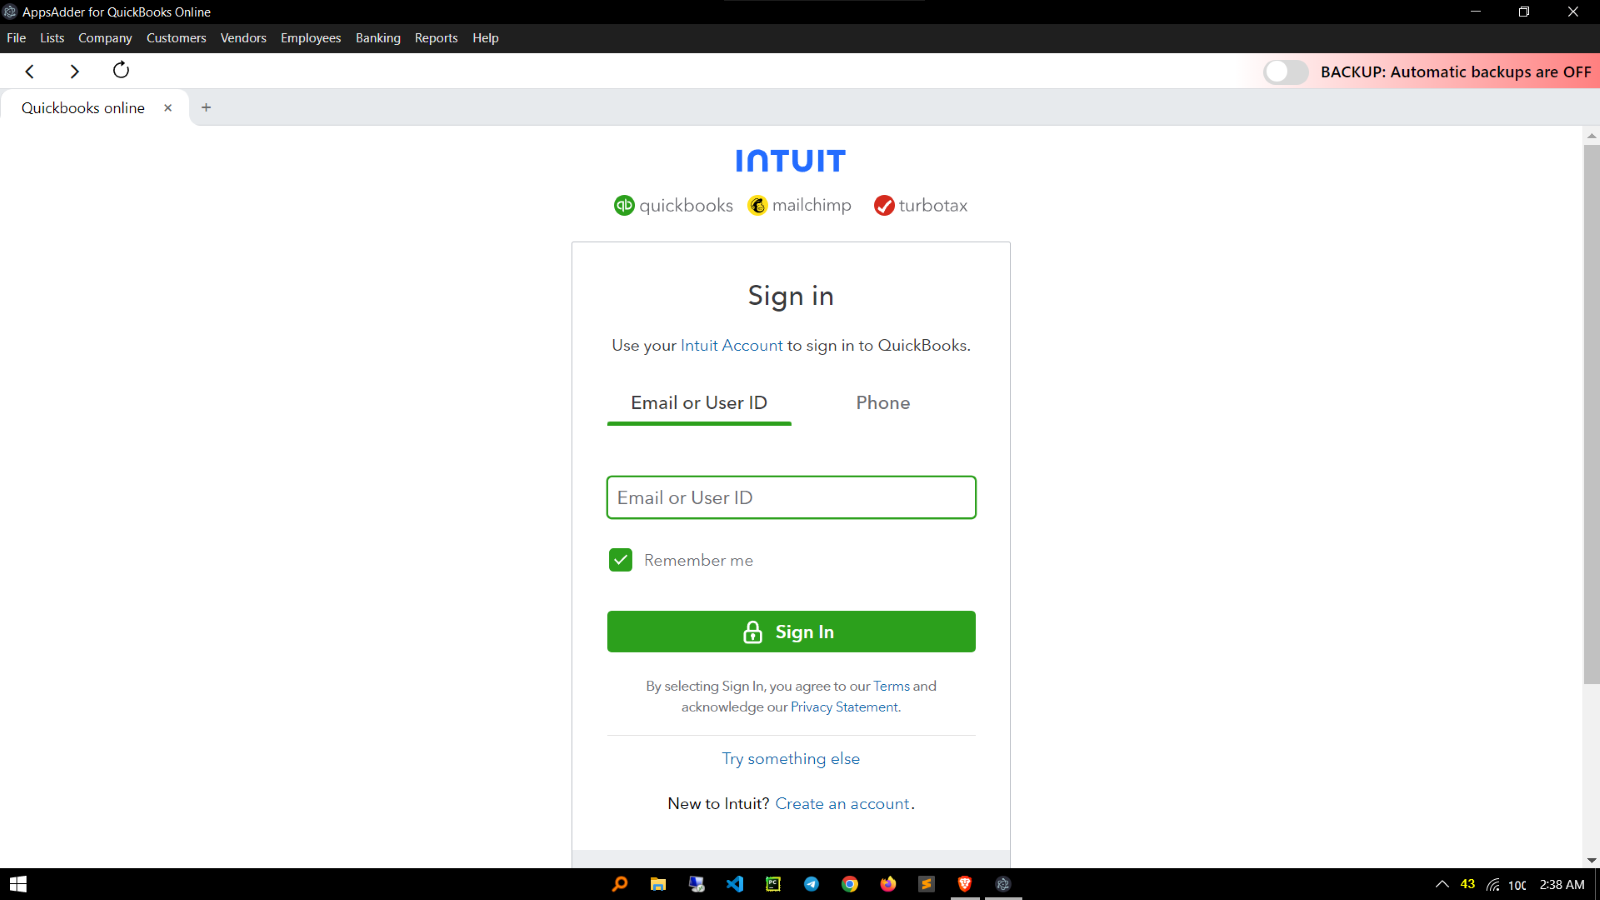 AppsAdder for QuickBooks Online
File Lists Company Customers Vendors Employees Banking Reports Help
BACKUP: Automatic backups are OFF
Quickbooks online
INTUIT
qb quickbooks mailchimp turbotax
Sign in
Use your Intuit Account to sign in to QuickBooks.
Email or User ID Phone
Email or User ID
Remember me
Sign In
By selecting Sign In, you agree to our Terms and
acknowledge our Privacy Statement.
Try something else
New to Intuit? Create an account.
PC 43 2:38 AM